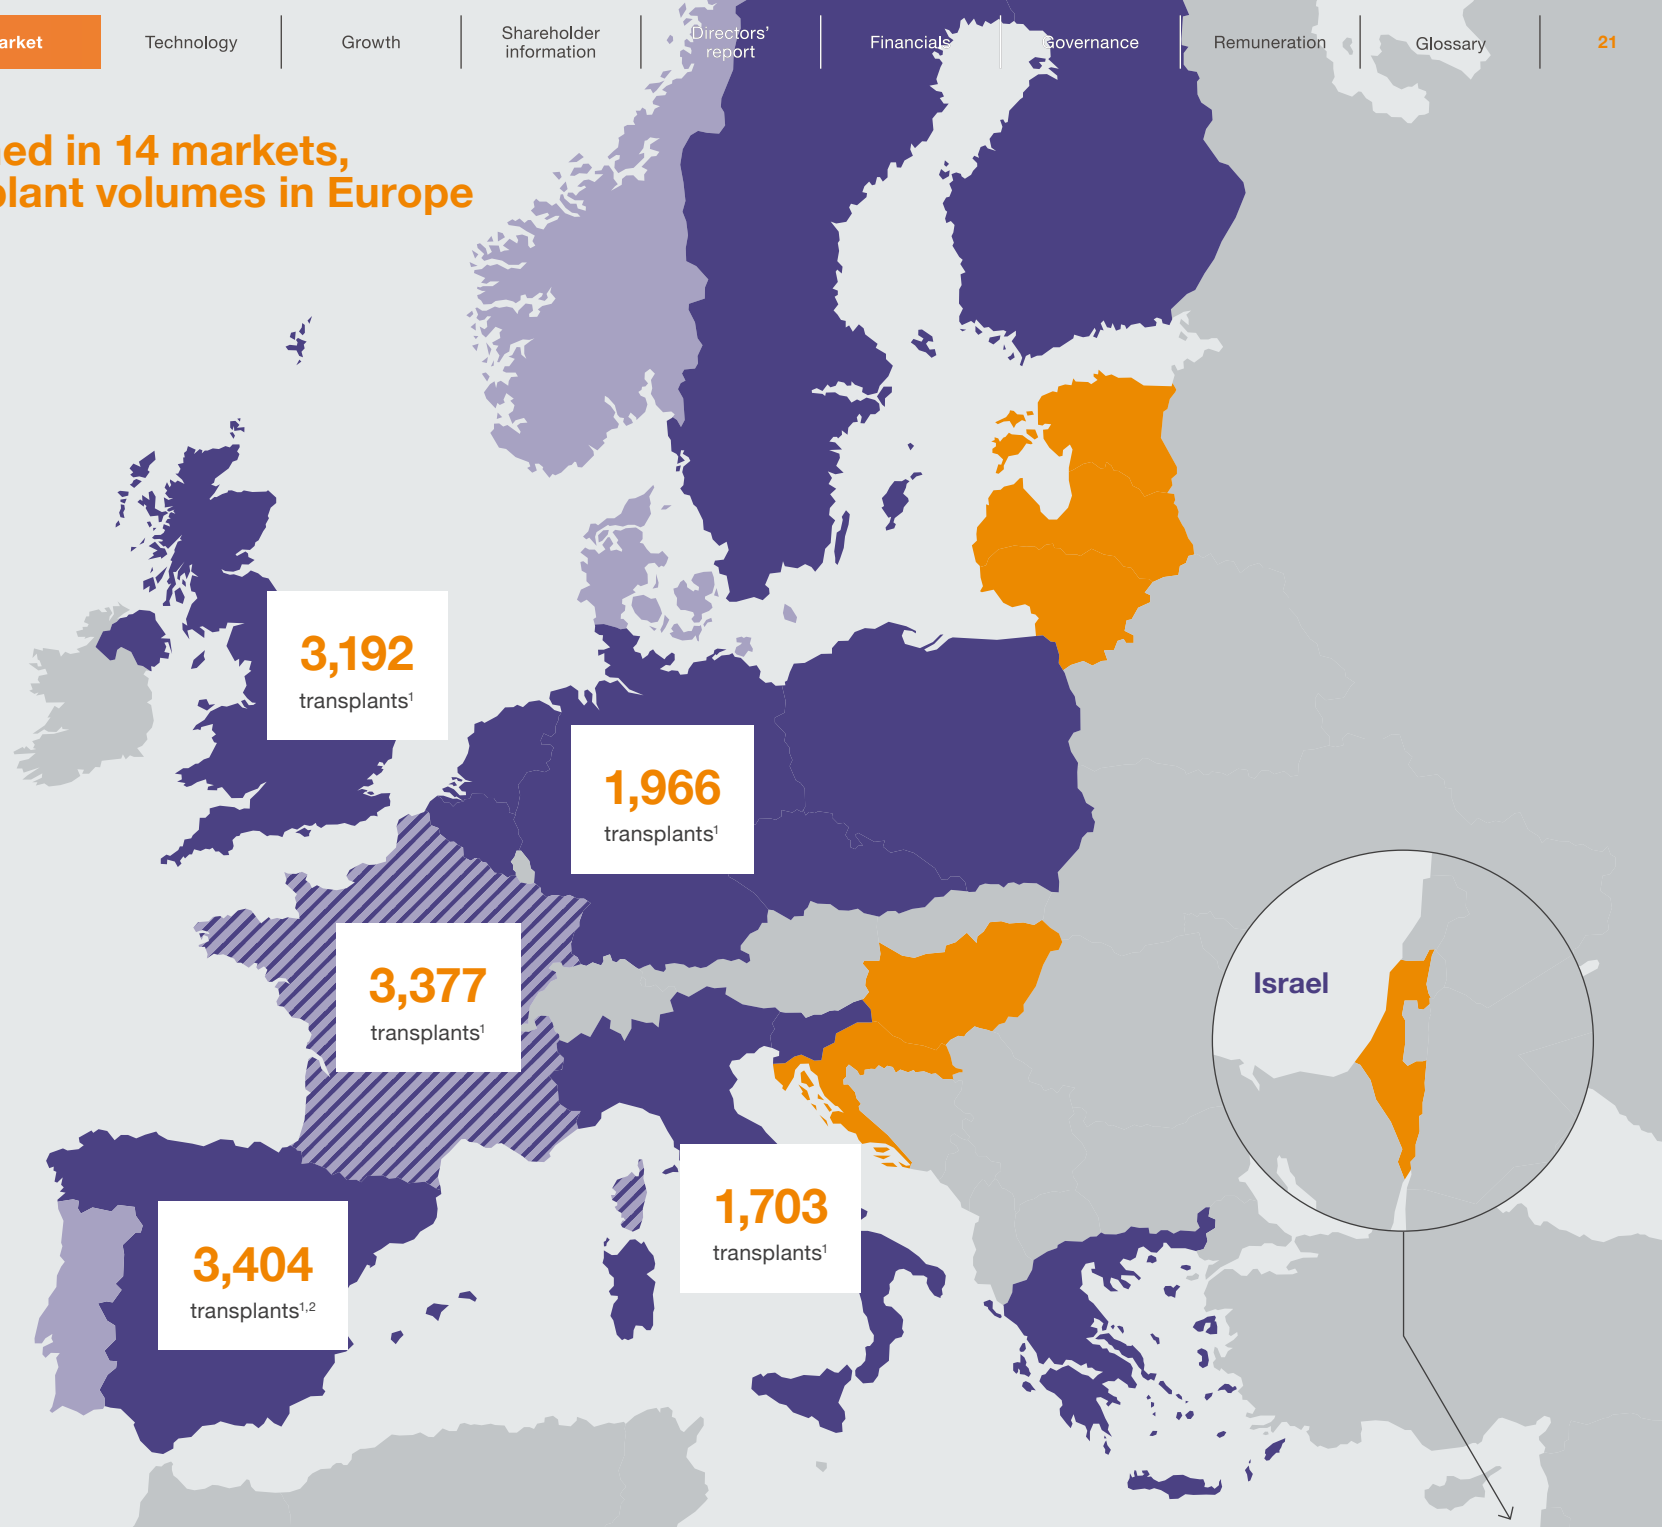 arket
Technology
Growth
Shareholder
information
Directors'
report
Financials
Governance
Remuneration
Glossary
21
ed in 14 markets,
plant volumes in Europe
3,192
transplants¹
1,966
transplants¹
3,377
transplants¹
Israel
1,703
transplants¹
3,404
transplants¹,²